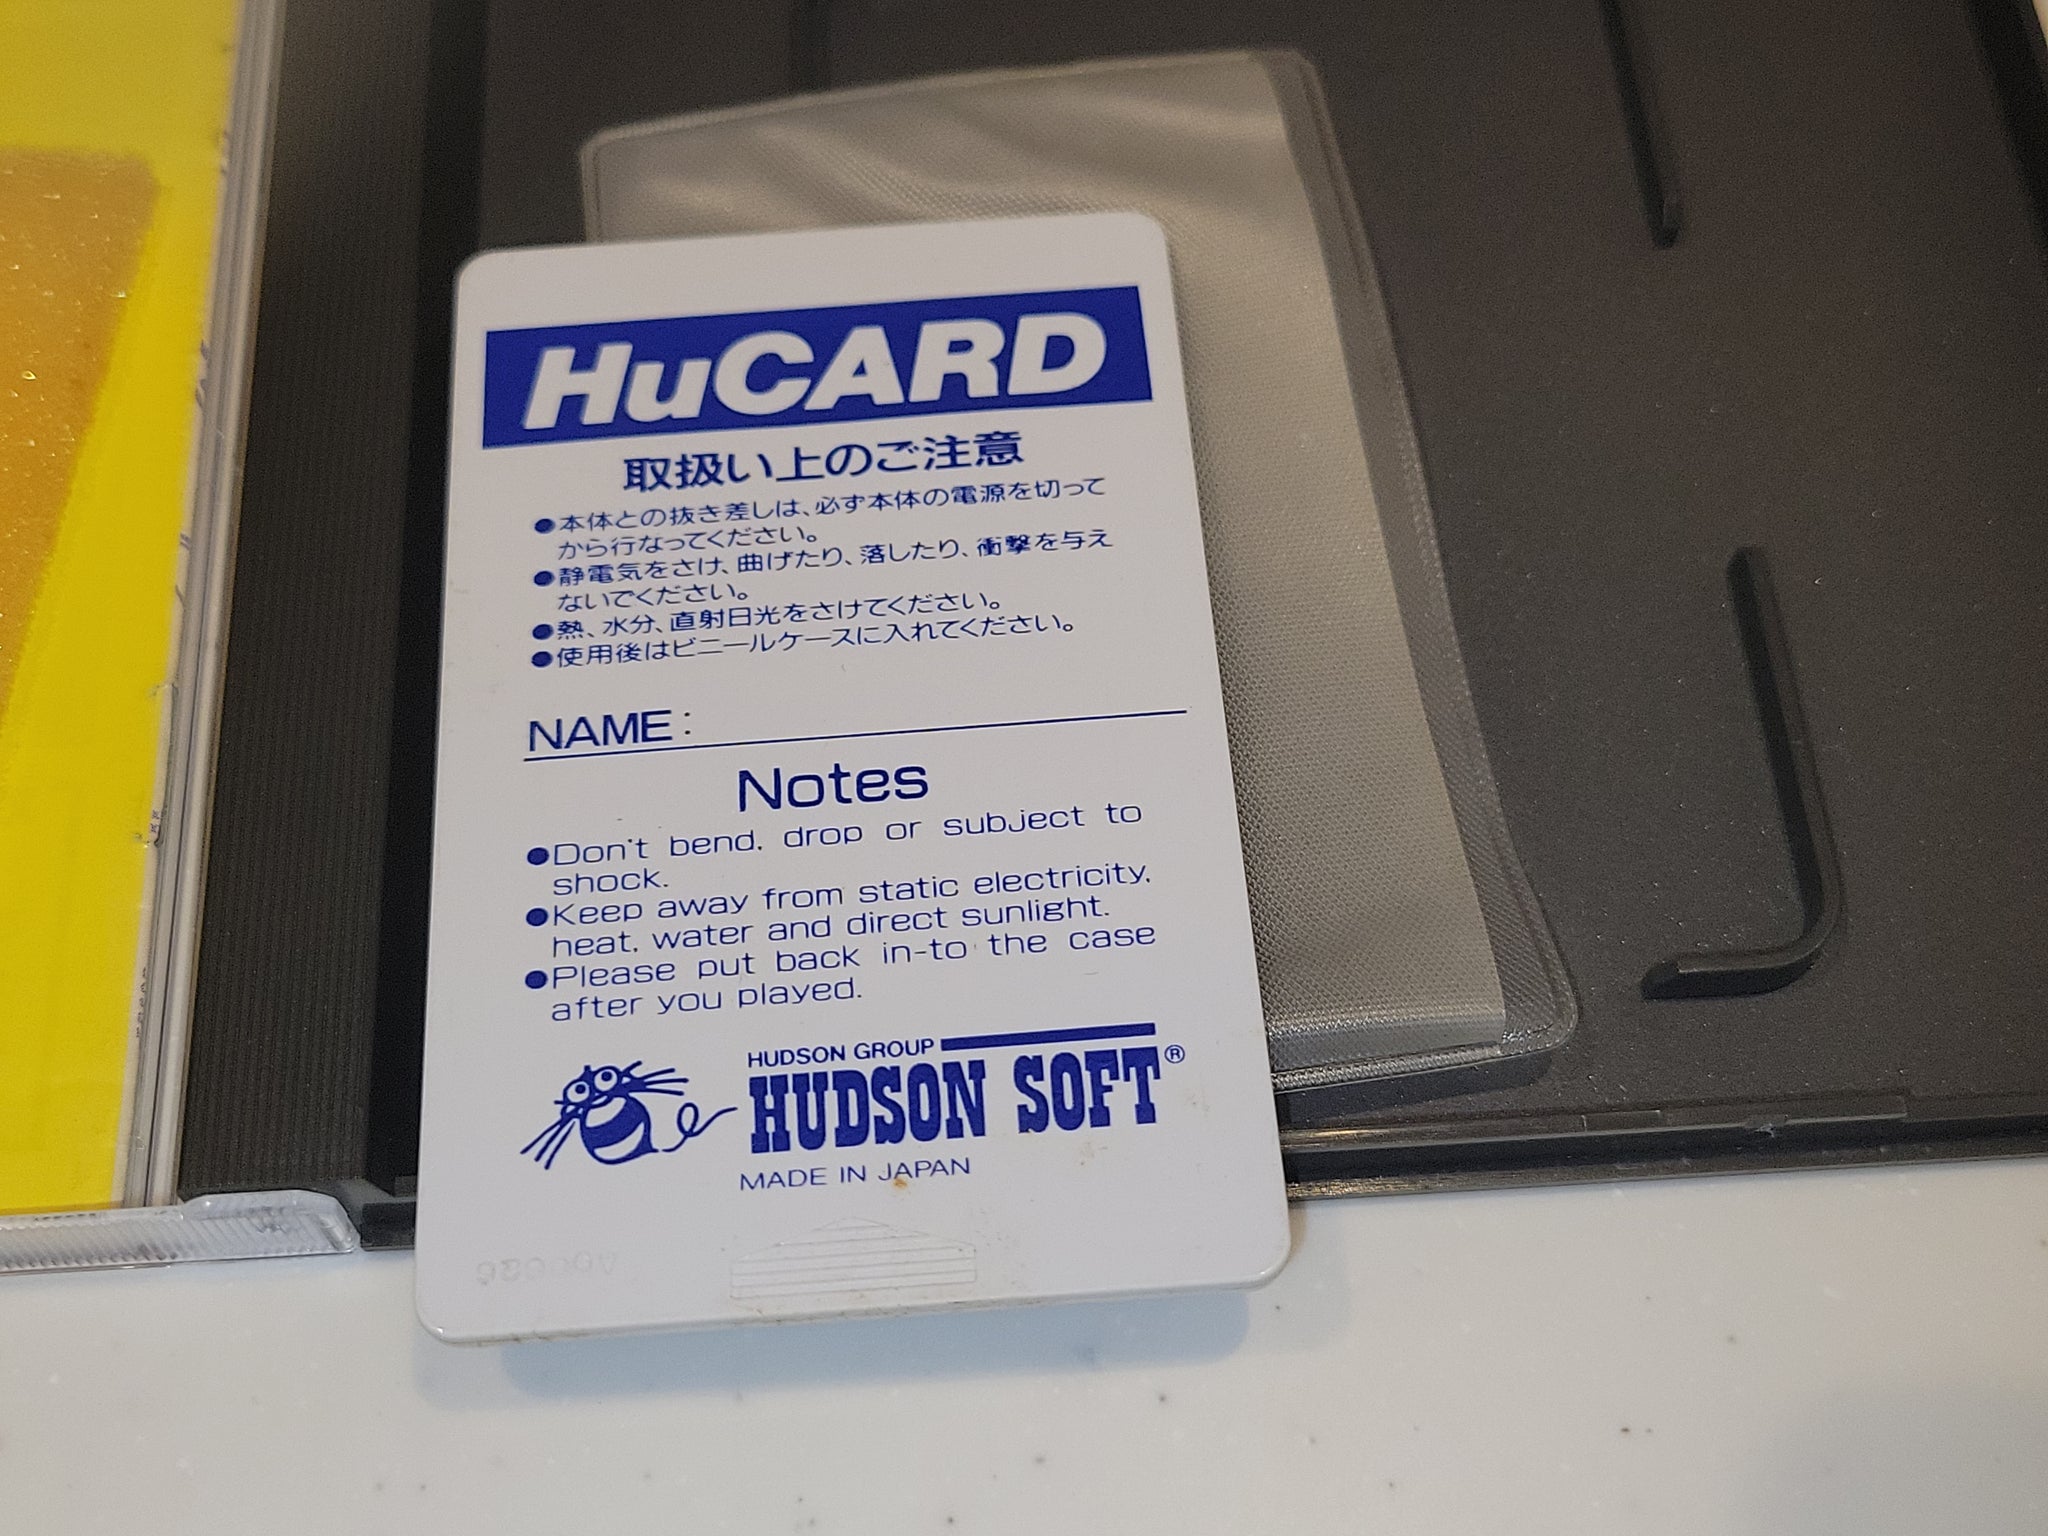 HuCARD
取扱い上のご注意
●本体との抜き差しは、必ず本体の電源を切って
から行なってください。
●静電気をさけ、曲げたり、落したり、衝撃を与え
ないでください。
●熱、水分、直射日光をさけてください。
●使用後はビニールケースに入れてください。
NAME:
Notes
●Don't bend, drop or subject to
shock.
●Keep away from static electricity,
heat, water and direct sunlight.
●Please put back in-to the case
after you played.
HUDSON GROUP
HUDSON SOFT®
MADE IN JAPAN